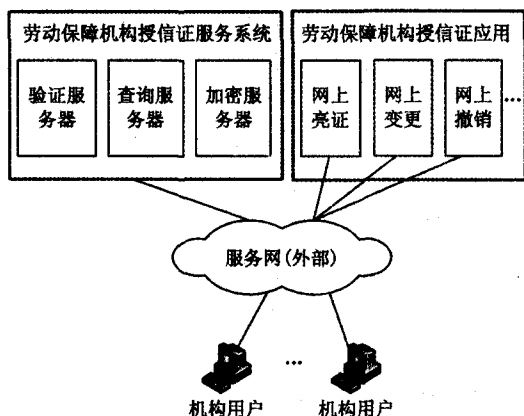 劳动保障机构授信证服务系统
劳动保障机构授信证应用
验证服
务器
查询服
务器
加密服
务器
网上
亮证
网上
变更
网上
撤销
...
服务网(外部)
...
机构用户
机构用户